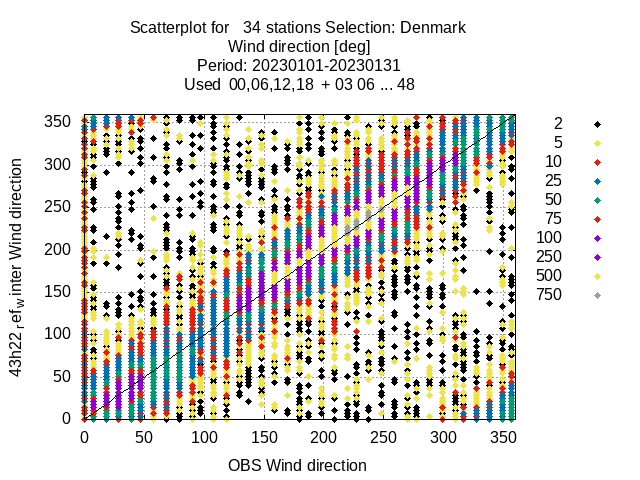 Scatterplot for 34 stations Selection: Denmark
Wind direction [deg]
Period: 20230101-20230131
Used 00,06,12,18 + 03 06 ... 48
43h22_ref_winter Wind direction
350
300
250
200
150
100
50
0
0 50 100 150 200 250 300 350
OBS Wind direction
2
5
10
25
50
75
100
250
500
750